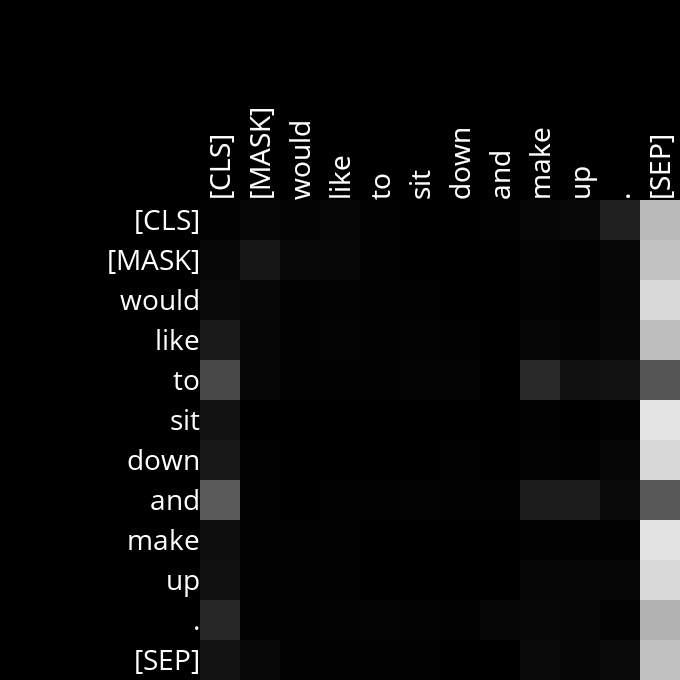 [CLS] [MASK] would like to sit down and make up . [SEP]
[CLS]
[MASK]
would
like
to
sit
down
and
make
up
.
[SEP]